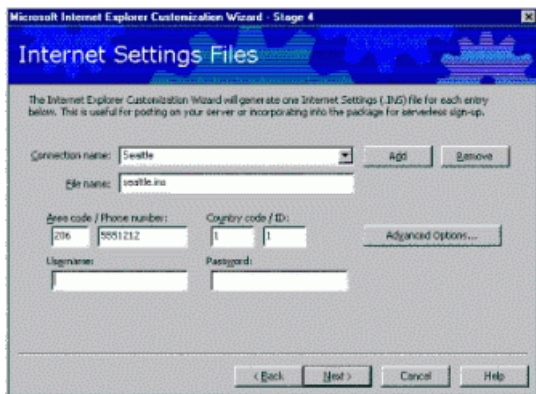 Microsoft Internet Explorer Customization Wizard - Stage 4
Internet Settings Files
The Internet Explorer Customization Wizard will generate one Internet Settings (.INS) file for each entry
below. This is useful for posting on your server or incorporating into the package for serverless sign-up.
Connection name: Seattle Add Remove
File name: seattle.ins
Area code / Phone number: Country code / ID:
206 5551212 1 1 Advanced Options...
Username: Password:
< Back Next > Cancel Help